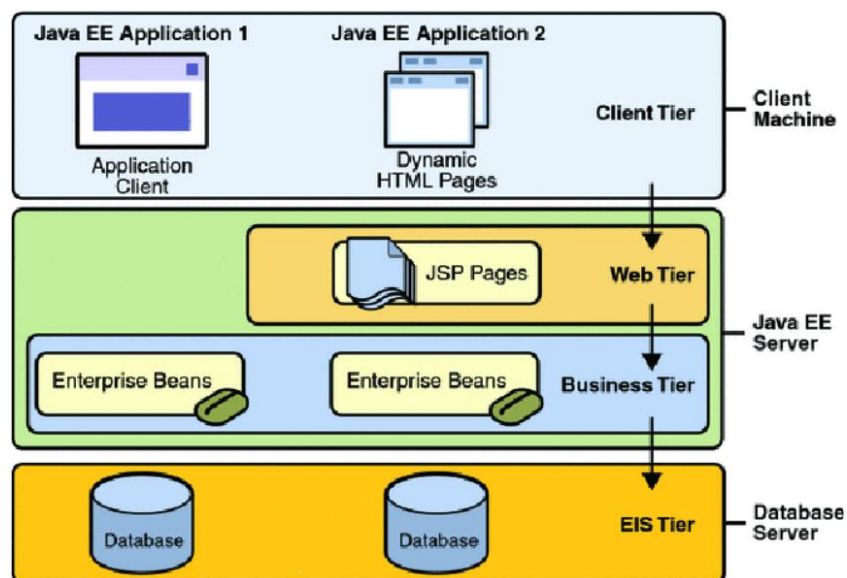 Java EE Application 1
Java EE Application 2
Application
Client
Dynamic
HTML Pages
Client Tier
Client
Machine
JSP Pages
Web Tier
Java EE
Server
Enterprise Beans
Enterprise Beans
Business Tier
Database
Database
EIS Tier
Database
Server